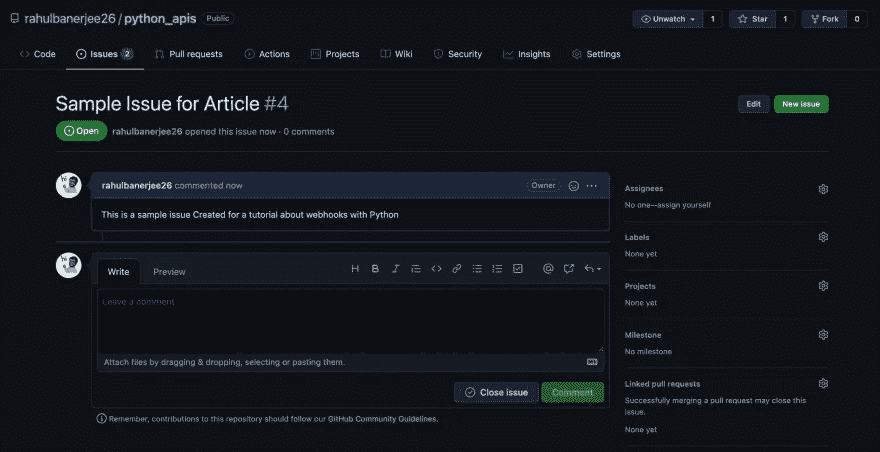 rahulbanerjee26 / python_apis Public
Unwatch 1 Star 1 Fork 0
Code Issues 2 Pull requests Actions Projects Wiki Security Insights Settings
Sample Issue for Article #4
Edit New issue
Open rahulbanerjee26 opened this issue now · 0 comments
rahulbanerjee26 commented now Owner
This is a sample issue Created for a tutorial about webhooks with Python
Write Preview
Leave a comment
Attach files by dragging & dropping, selecting or pasting them.
Close issue Comment
Remember, contributions to this repository should follow our GitHub Community Guidelines.
Assignees
No one—assign yourself
Labels
None yet
Projects
None yet
Milestone
No milestone
Linked pull requests
Successfully merging a pull request may close this
issue.
None yet